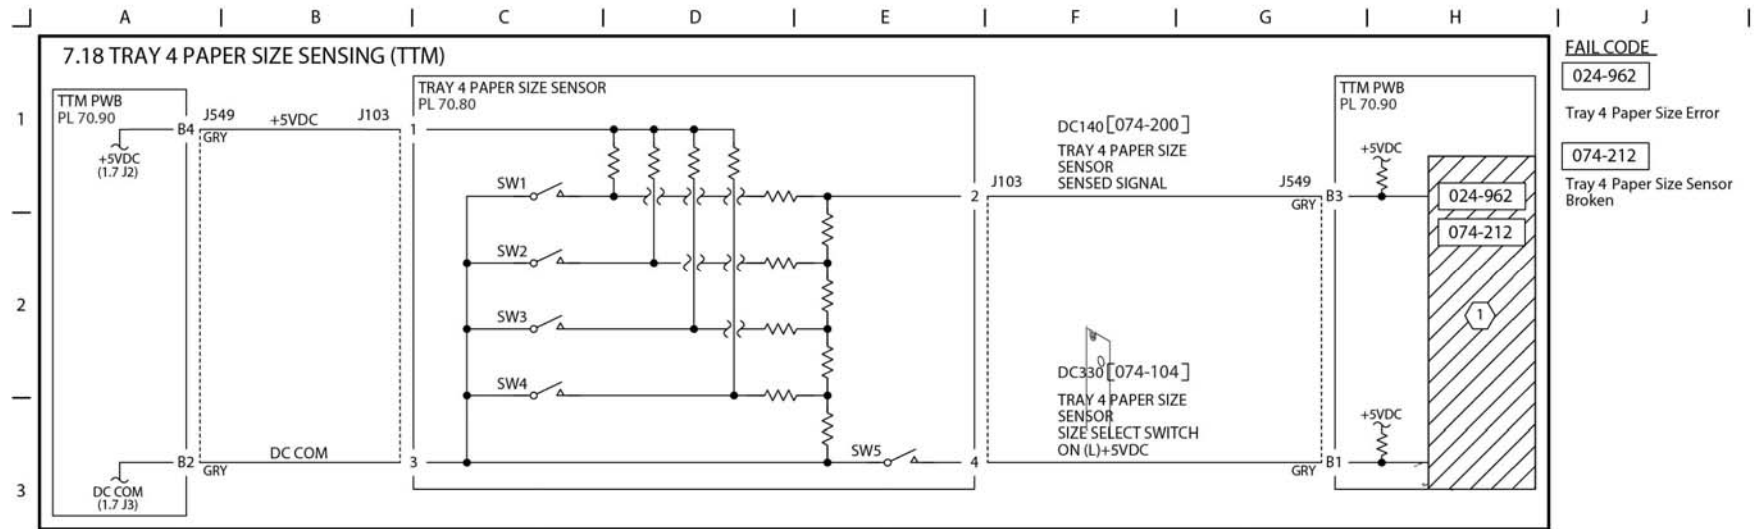 A B C D E F G H J
7.18 TRAY 4 PAPER SIZE SENSING (TTM)
FAIL CODE
024-962
Tray 4 Paper Size Error
074-212
Tray 4 Paper Size Sensor
Broken
1
2
3
TTM PWB
PL 70.90
+5VDC
(1.7 J2)
B4
J549
GRY
+5VDC
J103
1
TRAY 4 PAPER SIZE SENSOR
PL 70.80
SW1
SW2
SW3
SW4
SW5
2
J103
DC140 [074-200]
TRAY 4 PAPER SIZE
SENSOR
SENSED SIGNAL
J549
GRY
B3
TTM PWB
PL 70.90
+5VDC
024-962
074-212
1
DC330 [074-104]
TRAY 4 PAPER SIZE
SENSOR
SIZE SELECT SWITCH
ON (L)+5VDC
+5VDC
DC COM
(1.7 J3)
B2
GRY
DC COM
3
4
GRY
B1